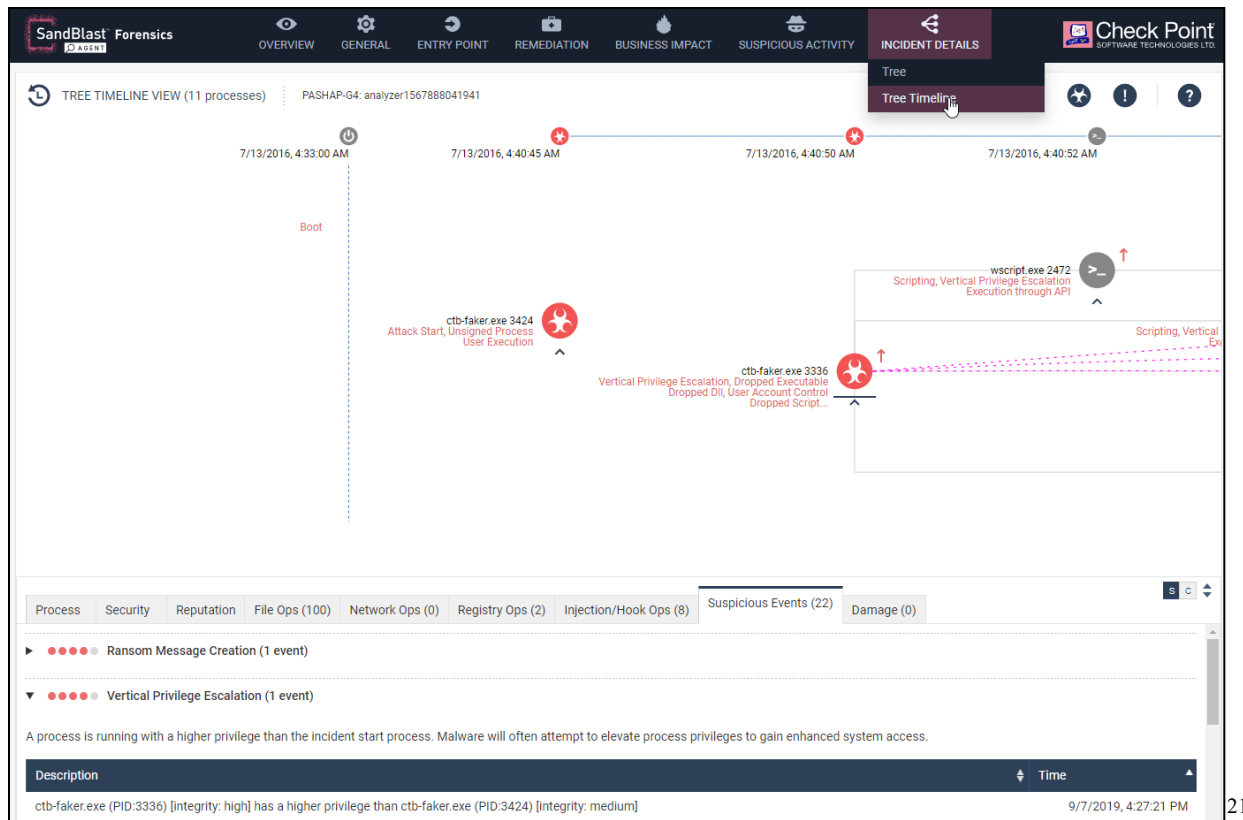 SandBlast Forensics
AGENT
OVERVIEW
GENERAL
ENTRY POINT
REMEDIATION
BUSINESS IMPACT
SUSPICIOUS ACTIVITY
INCIDENT DETAILS
Check Point
SOFTWARE TECHNOLOGIES LTD.
Tree
Tree Timeline
TREE TIMELINE VIEW (11 processes)
PASHAP-G4: analyzer1567888041941
7/13/2016, 4:33:00 AM
7/13/2016, 4:40:45 AM
7/13/2016, 4:40:50 AM
7/13/2016, 4:40:52 AM
Boot
wscript.exe 2472
Scripting, Vertical Privilege Escalation
Execution through API
ctb-faker.exe 3424
Attack Start, Unsigned Process
User Execution
Scripting, Vertical
ctb-faker.exe 3336
Vertical Privilege Escalation, Dropped Executable
Dropped Dll, User Account Control
Dropped Script...
S C
Process
Security
Reputation
File Ops (100)
Network Ops (0)
Registry Ops (2)
Injection/Hook Ops (8)
Suspicious Events (22)
Damage (0)
Ransom Message Creation (1 event)
Vertical Privilege Escalation (1 event)
A process is running with a higher privilege than the incident start process. Malware will often attempt to elevate process privileges to gain enhanced system access.
Description
Time
ctb-faker.exe (PID:3336) [integrity: high] has a higher privilege than ctb-faker.exe (PID:3424) [integrity: medium]
9/7/2019, 4:27:21 PM
21